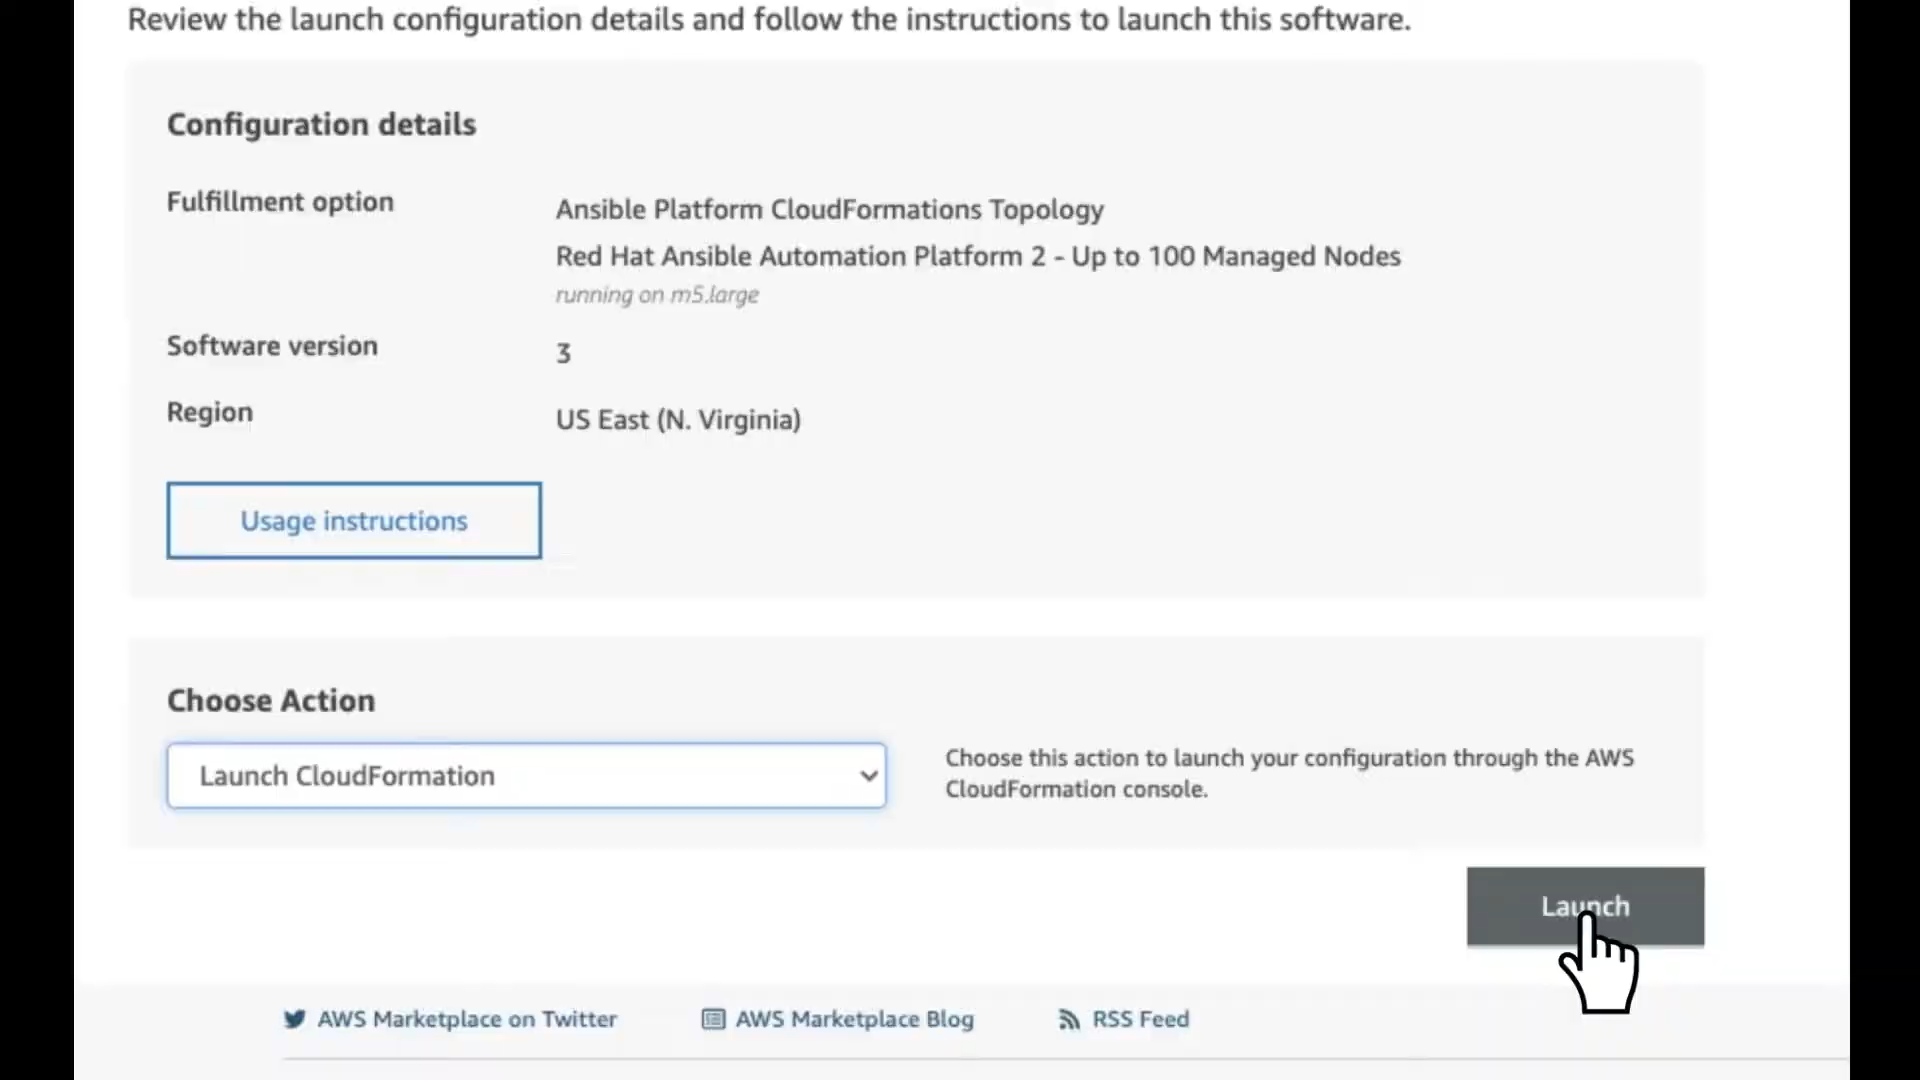 Review the launch configuration details and follow the instructions to launch this software.
Configuration details
Fulfillment option
Ansible Platform CloudFormations Topology
Red Hat Ansible Automation Platform 2 - Up to 100 Managed Nodes
running on m5.large
Software version
3
Region
US East (N. Virginia)
Usage instructions
Choose Action
Launch CloudFormation
Choose this action to launch your configuration through the AWS
CloudFormation console.
Launch
AWS Marketplace on Twitter
AWS Marketplace Blog
RSS Feed